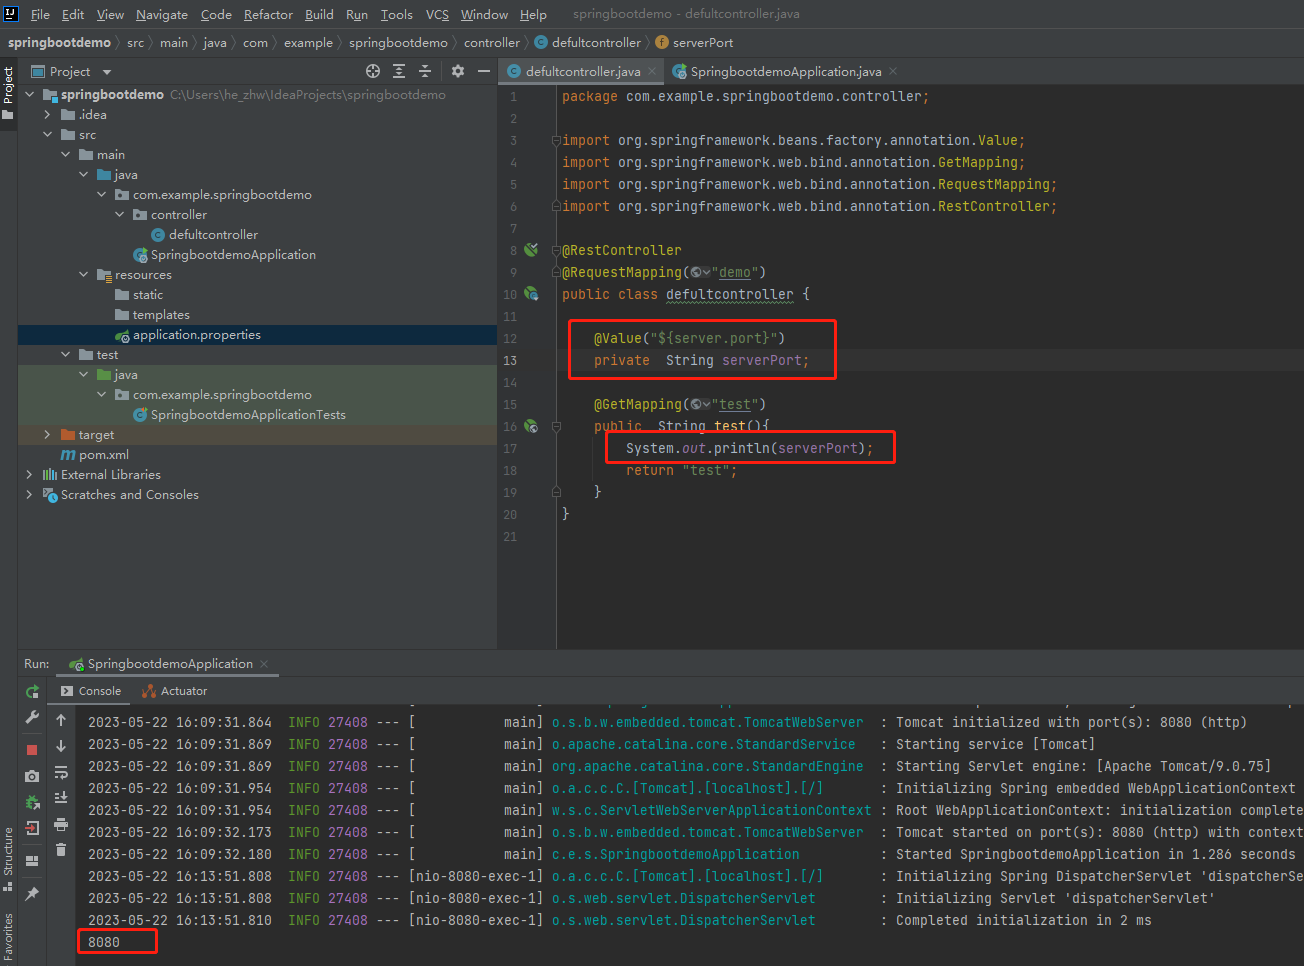 File Edit View Navigate Code Refactor Build Run Tools VCS Window Help springbootdemo - defultcontroller.java
springbootdemo src main java com example springbootdemo controller defultcontroller serverPort
Project
Project
springbootdemo C:\Users\he_zhw\IdeaProjects\springbootdemo
.idea
src
main
java
com.example.springbootdemo
controller
defultcontroller
SpringbootdemoApplication
resources
static
templates
application.properties
test
java
com.example.springbootdemo
SpringbootdemoApplicationTests
target
pom.xml
External Libraries
Scratches and Consoles
defultcontroller.java SpringbootdemoApplication.java
1 package com.example.springbootdemo.controller;
2
3 import org.springframework.beans.factory.annotation.Value;
4 import org.springframework.web.bind.annotation.GetMapping;
5 import org.springframework.web.bind.annotation.RequestMapping;
6 import org.springframework.web.bind.annotation.RestController;
7
8 @RestController
9 @RequestMapping("demo")
10 public class defultcontroller {
11
12 @Value("${server.port}")
13 private  String serverPort;
14
15 @GetMapping("test")
16 public  String test(){
17 System.out.println(serverPort);
18 return "test";
19 }
20 }
21
Run: SpringbootdemoApplication
Console Actuator
2023-05-22 16:09:31.864  INFO 27408 --- [           main] o.s.b.w.embedded.tomcat.TomcatWebServer  : Tomcat initialized with port(s): 8080 (http)
2023-05-22 16:09:31.869  INFO 27408 --- [           main] o.apache.catalina.core.StandardService   : Starting service [Tomcat]
2023-05-22 16:09:31.869  INFO 27408 --- [           main] org.apache.catalina.core.StandardEngine  : Starting Servlet engine: [Apache Tomcat/9.0.75]
2023-05-22 16:09:31.954  INFO 27408 --- [           main] o.a.c.c.C.[Tomcat].[localhost].[/]       : Initializing Spring embedded WebApplicationContext
2023-05-22 16:09:31.954  INFO 27408 --- [           main] w.s.c.ServletWebServerApplicationContext : Root WebApplicationContext: initialization complete
2023-05-22 16:09:32.173  INFO 27408 --- [           main] o.s.b.w.embedded.tomcat.TomcatWebServer  : Tomcat started on port(s): 8080 (http) with context
2023-05-22 16:09:32.180  INFO 27408 --- [           main] c.e.s.SpringbootdemoApplication          : Started SpringbootdemoApplication in 1.286 seconds
2023-05-22 16:13:51.808  INFO 27408 --- [nio-8080-exec-1] o.a.c.c.C.[Tomcat].[localhost].[/]       : Initializing Spring DispatcherServlet 'dispatcherSe
2023-05-22 16:13:51.808  INFO 27408 --- [nio-8080-exec-1] o.s.web.servlet.DispatcherServlet        : Initializing Servlet 'dispatcherServlet'
2023-05-22 16:13:51.810  INFO 27408 --- [nio-8080-exec-1] o.s.web.servlet.DispatcherServlet        : Completed initialization in 2 ms
8080
Structure
Favorites